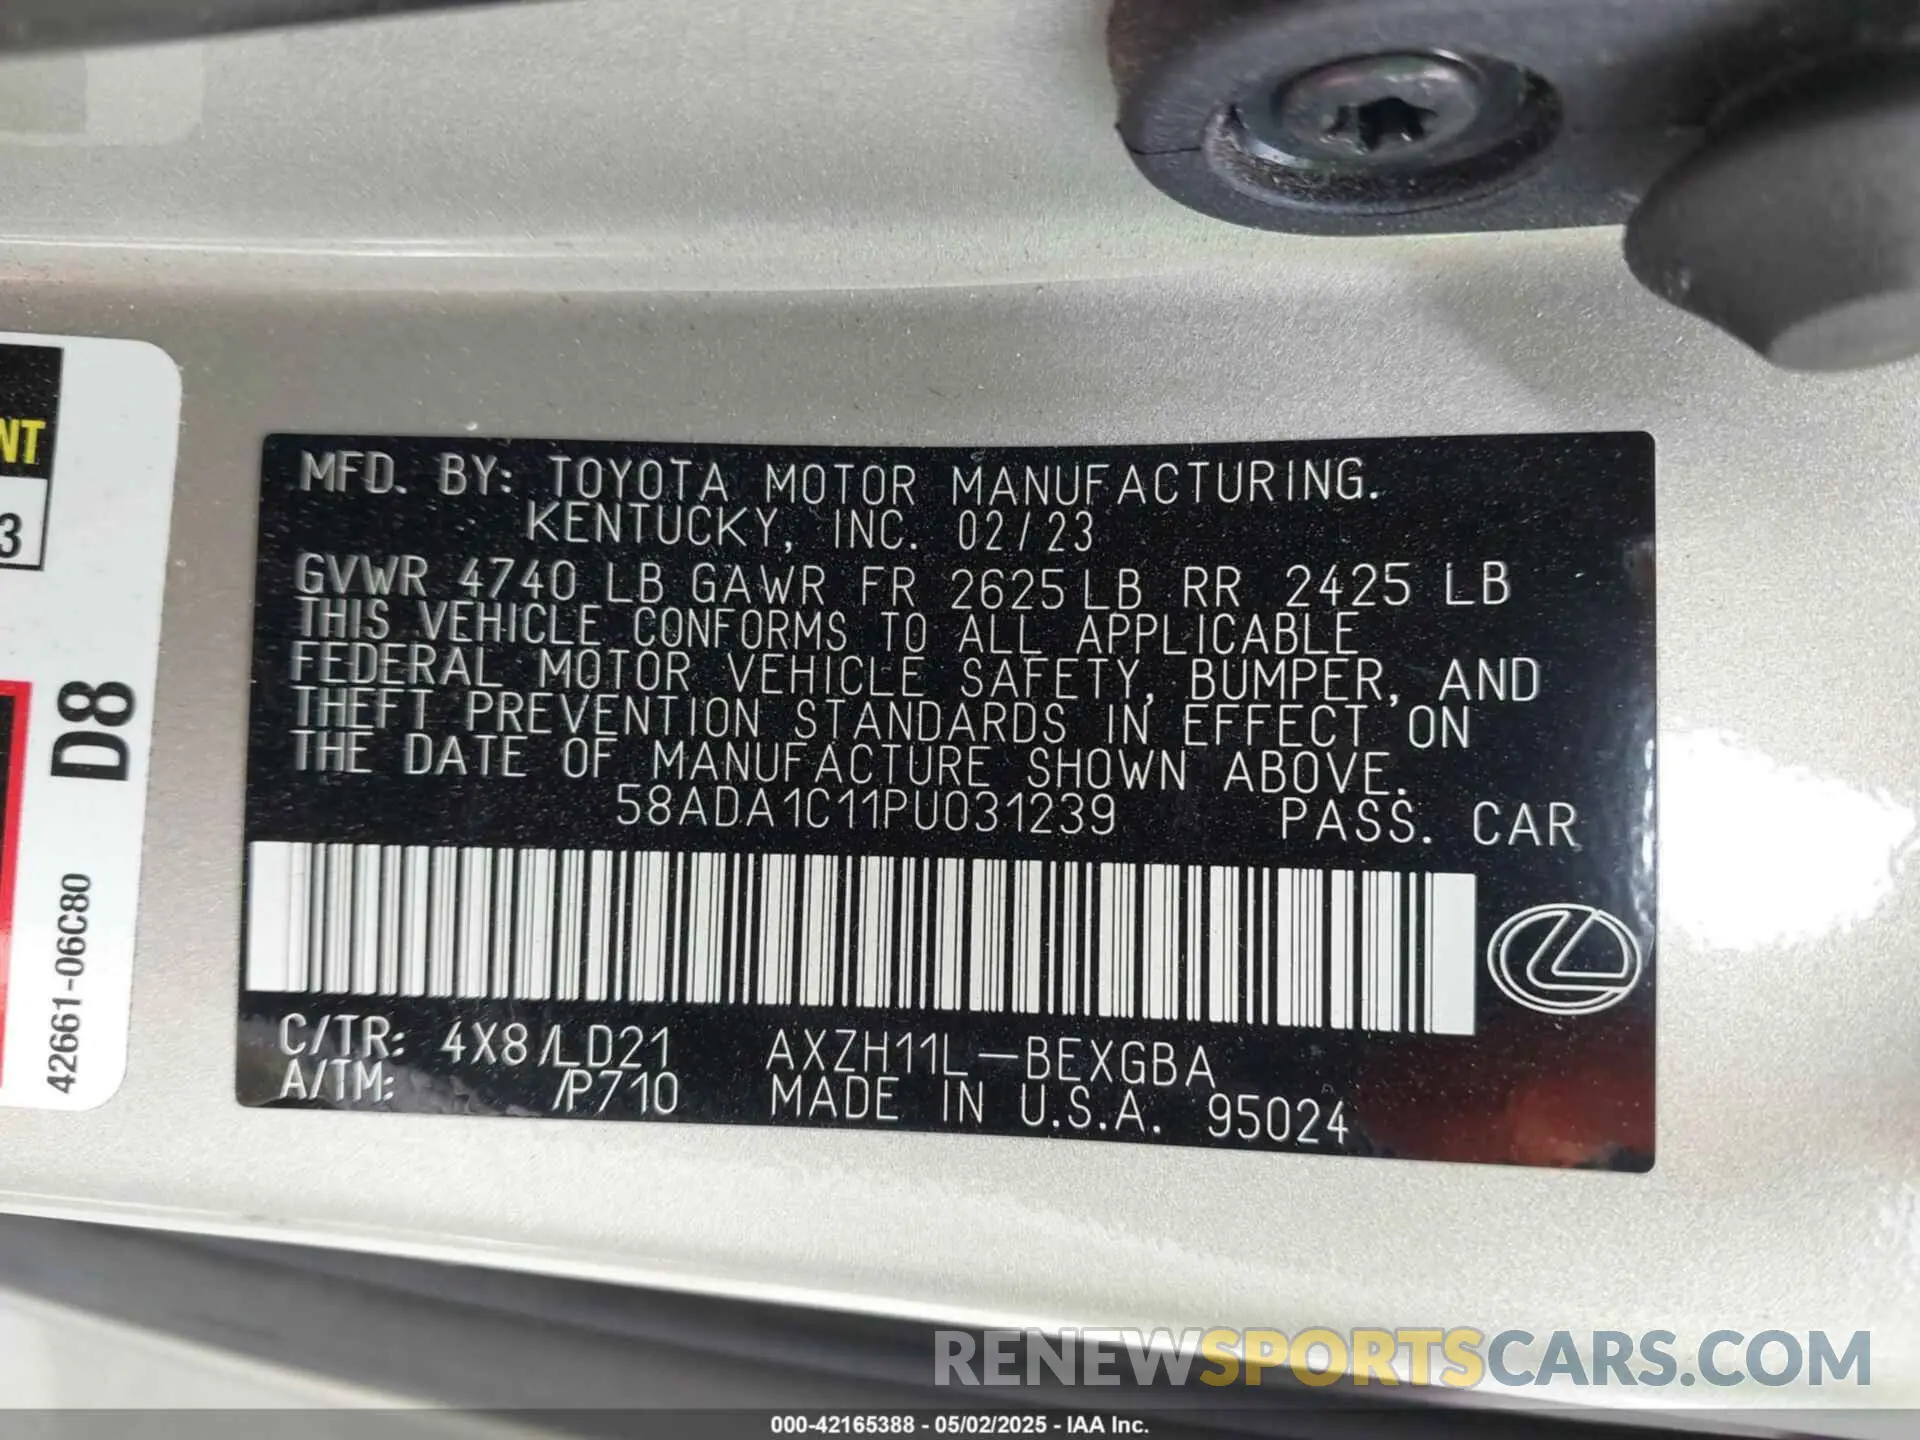 NT
3
D8
42661-06C80
MFD. BY: TOYOTA MOTOR MANUFACTURING.
KENTUCKY, INC. 02/23
GVWR 4740 LB GAWR FR 2625 LB RR 2425 LB
THIS VEHICLE CONFORMS TO ALL APPLICABLE
FEDERAL MOTOR VEHICLE SAFETY, BUMPER, AND
THEFT PREVENTION STANDARDS IN EFFECT ON
THE DATE OF MANUFACTURE SHOWN ABOVE.
58ADA1C11PU031239 PASS. CAR
C/TR: 4X8/LD21 AXZH11L-BEXGBA
A/TM: /P710 MADE IN U.S.A. 95024
RENEWSPORTSCARS.COM
000-42165388 - 05/02/2025 - IAA Inc.